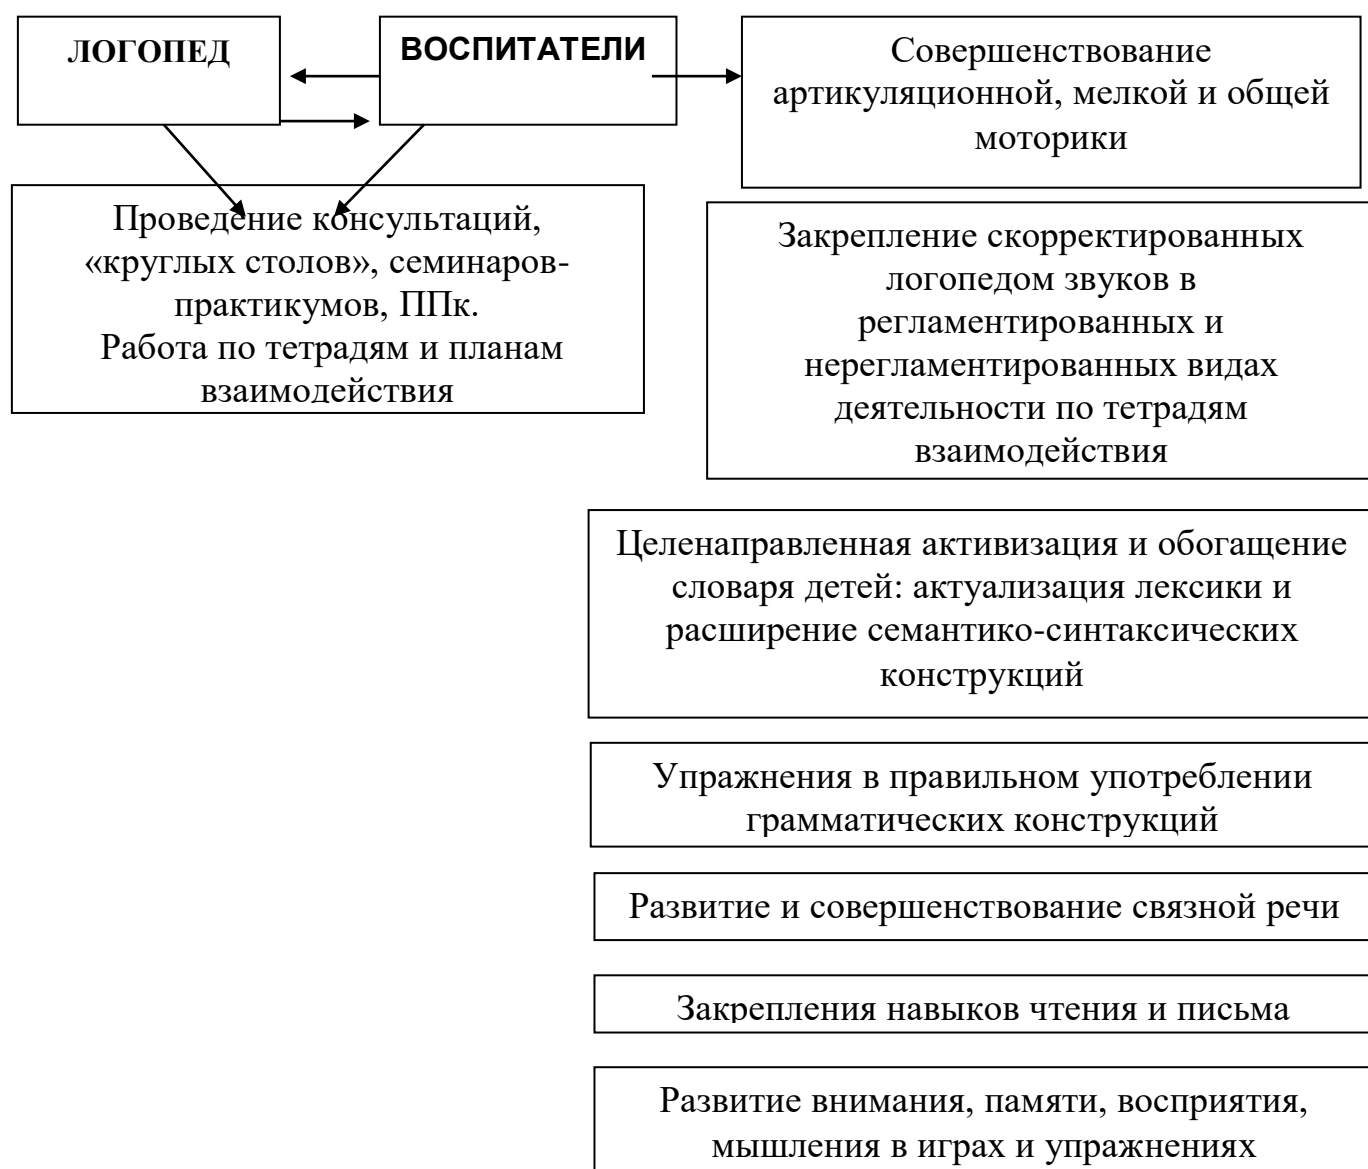 ЛОГОПЕД
ВОСПИТАТЕЛИ
Совершенствование
артикуляционной, мелкой и общей
моторики
Проведение консультаций,
«круглых столов», семинаров-
практикумов, ППк.
Работа по тетрадям и планам
взаимодействия
Закрепление скорректированных
логопедом звуков в
регламентированных и
нерегламентированных видах
деятельности по тетрадям
взаимодействия
Целенаправленная активизация и обогащение
словаря детей: актуализация лексики и
расширение семантико-синтаксических
конструкций
Упражнения в правильном употреблении
грамматических конструкций
Развитие и совершенствование связной речи
Закрепления навыков чтения и письма
Развитие внимания, памяти, восприятия,
мышления в играх и упражнениях